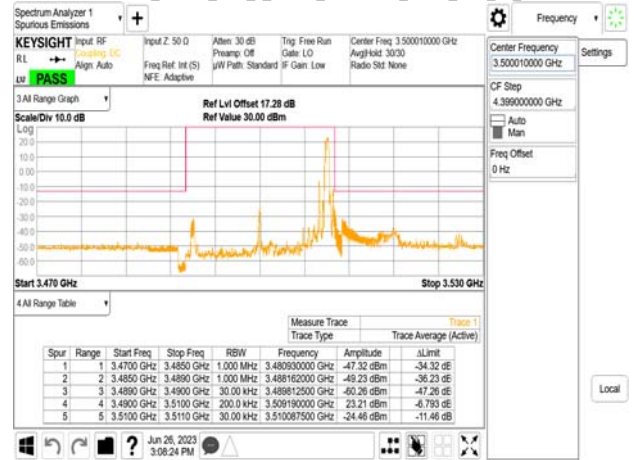 Spectrum Analyzer 1
Spurious Emissions
Frequency
KEYSIGHT
RL
PASS
Input: RF
Coupling: DC
Align: Auto
Input Z: 50 Ω
Freq Ref: Int (S)
NFE: Adaptive
Atten: 30 dB
Preamp: Off
µW Path: Standard
Trig: Free Run
Gate: LO
IF Gain: Low
Center Freq: 3.500010000 GHz
Avg|Hold: 30/30
Radio Std: None
Center Frequency
3.500010000 GHz
Settings
CF Step
4.399000000 GHz
Auto
Man
Freq Offset
0 Hz
Local
3 All Range Graph
Scale/Div 10.0 dB
Ref Lvl Offset 17.28 dB
Ref Value 30.00 dBm
Log
20.0
10.0
0.00
-10.0
-20.0
-30.0
-40.0
-50.0
-60.0
Start 3.470 GHz
Stop 3.530 GHz
4 All Range Table
Measure Trace Trace 1
Trace Type Trace Average (Active)
Spur Range Start Freq Stop Freq RBW Frequency Amplitude ΔLimit
1 1 3.4700 GHz 3.4850 GHz 1.000 MHz 3.480930000 GHz -47.32 dBm -34.32 dB
2 2 3.4850 GHz 3.4890 GHz 1.000 MHz 3.488162000 GHz -49.23 dBm -36.23 dB
3 3 3.4890 GHz 3.4900 GHz 30.00 kHz 3.489812500 GHz -60.26 dBm -47.26 dB
4 4 3.4900 GHz 3.5100 GHz 200.0 kHz 3.509190000 GHz 23.21 dBm -6.793 dB
5 5 3.5100 GHz 3.5110 GHz 30.00 kHz 3.510087500 GHz -24.46 dBm -11.46 dB
Jun 26, 2023
3:08:24 PM